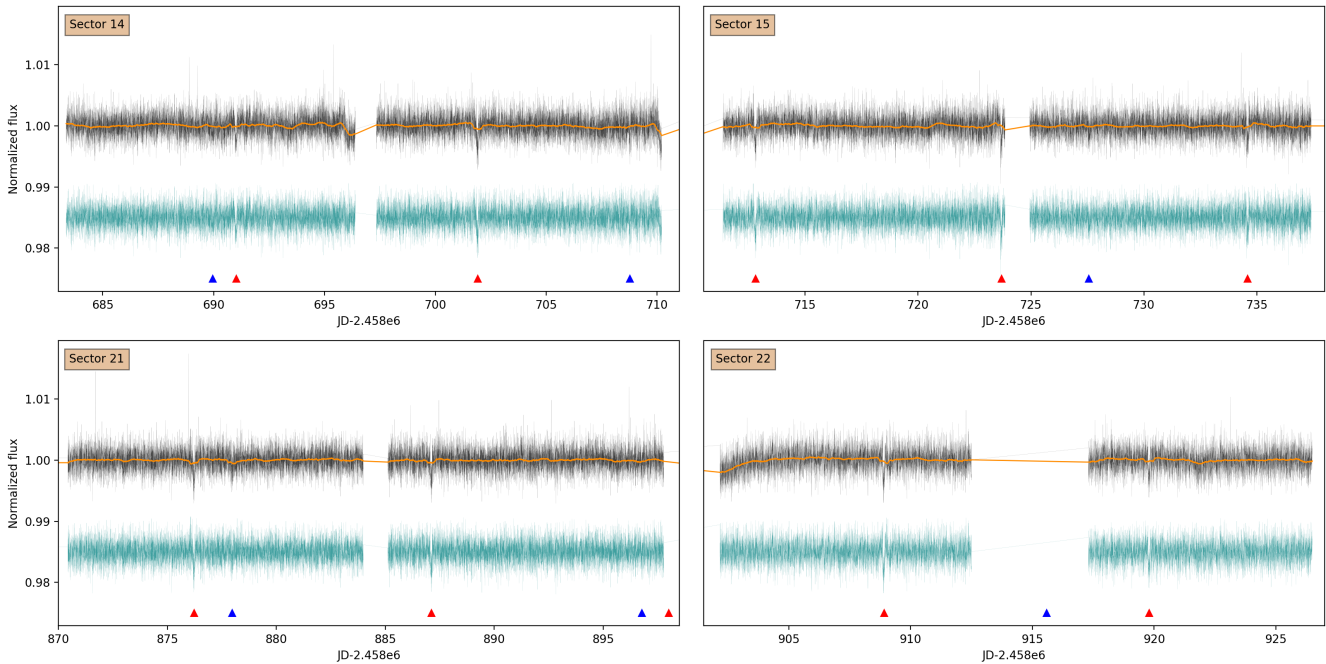 Sector 14
Normalized flux
1.01
1.00
0.99
0.98
685 690 695 700 705 710
JD-2.458e6
Sector 15
715 720 725 730 735
JD-2.458e6
Sector 21
Normalized flux
1.01
1.00
0.99
0.98
870 875 880 885 890 895
JD-2.458e6
Sector 22
905 910 915 920 925
JD-2.458e6